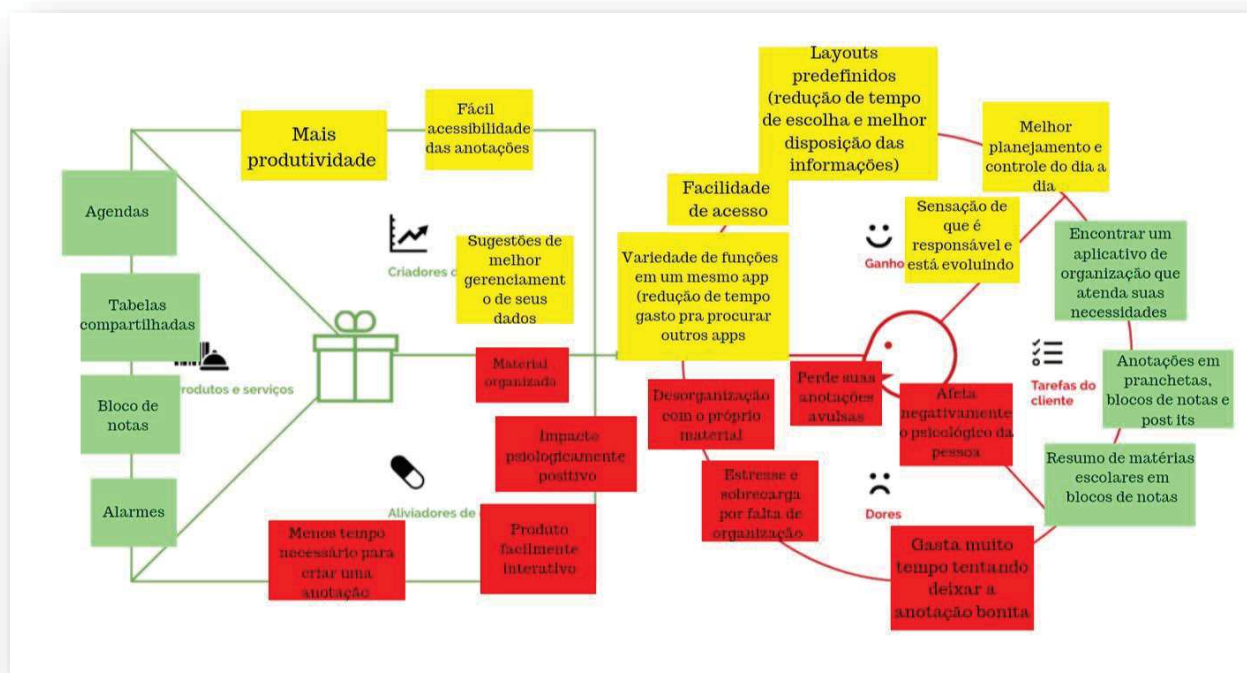 Mais
produtividade
Fácil
acessibilidade
das anotações
Agendas
Tabelas
compartilhadas
Produtos e serviços
Bloco de
notas
Alarmes
Criadores d
Sugestões de
melhor
gerenciament
o de seus
dados
Material
organizado
Impacto
psiologicamente
positivo
Aliviadores de
Menos tempo
necessário para
criar uma
anotação
Produto
facilmente
interativo
Layouts
predefinidos
(redução de tempo
de escolha e melhor
disposição das
informações)
Facilidade
de acesso
Variedade de funções
em um mesmo app
(redução de tempo
gasto pra procurar
outros apps
Melhor
planejamento e
controle do dia a
dia
Sensação de
que é
responsável e
está evoluindo
Ganho
Encontrar um
aplicativo de
organização que
atenda suas
necessidades
Tarefas do
cliente
Anotações em
pranchetas,
blocos de notas e
post its
Resumo de matérias
escolares em
blocos de notas
Desorganização
com o próprio
material
Perde suas
anotações
avulsas
Afeta
negativamente
o psicológico da
pessoa
Estresse e
sobrecarga
por falta de
organização
Dores
Gasta muito
tempo tentando
deixar a
anotação bonita